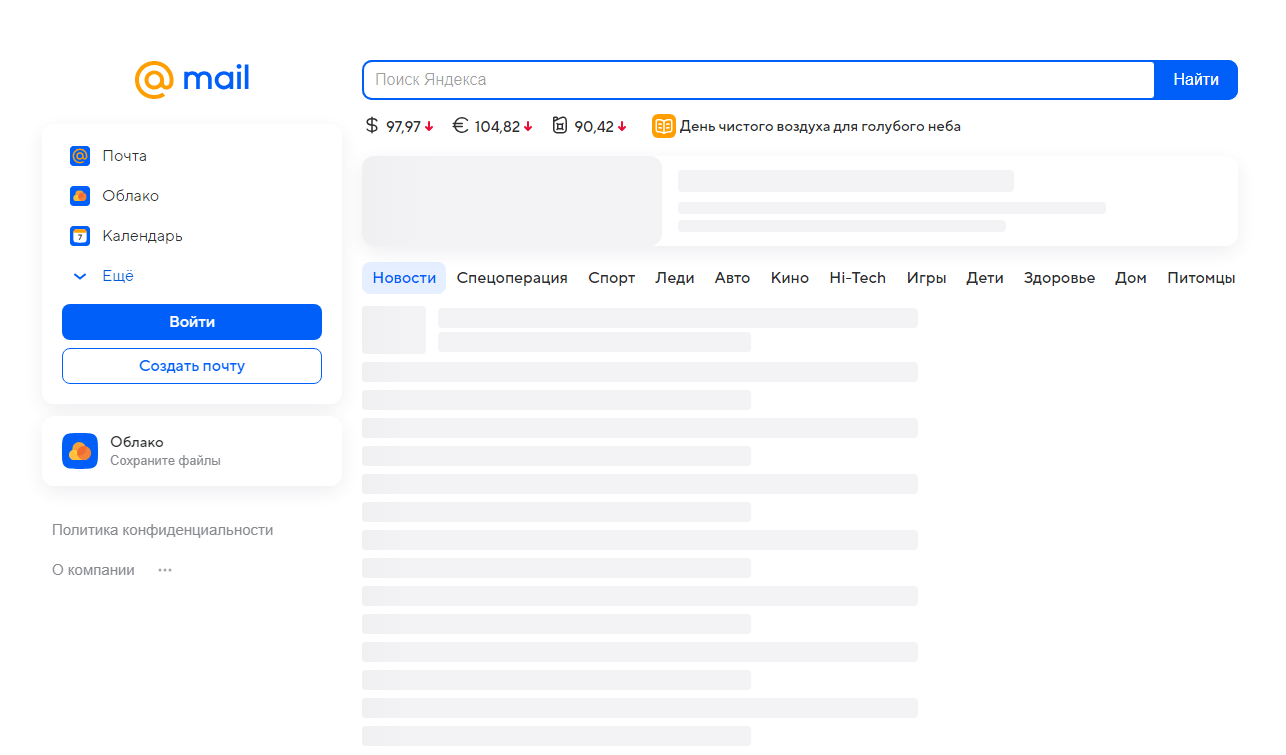 @ mail
Поиск Яндекса
Найти
$ 97,97
€ 104,82
90,42
День чистого воздуха для голубого неба
Почта
Облако
7 Календарь
Ещё
Войти
Создать почту
Облако
Сохраните файлы
Политика конфиденциальности
О компании
Новости Спецоперация Спорт Леди Авто Кино Hi-Tech Игры Дети Здоровье Дом Питомцы